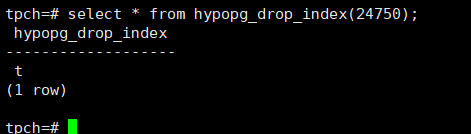 tpch=# select * from hypopg_drop_index(24750);
 hypopg_drop_index
-------------------
 t
(1 row)

tpch=#